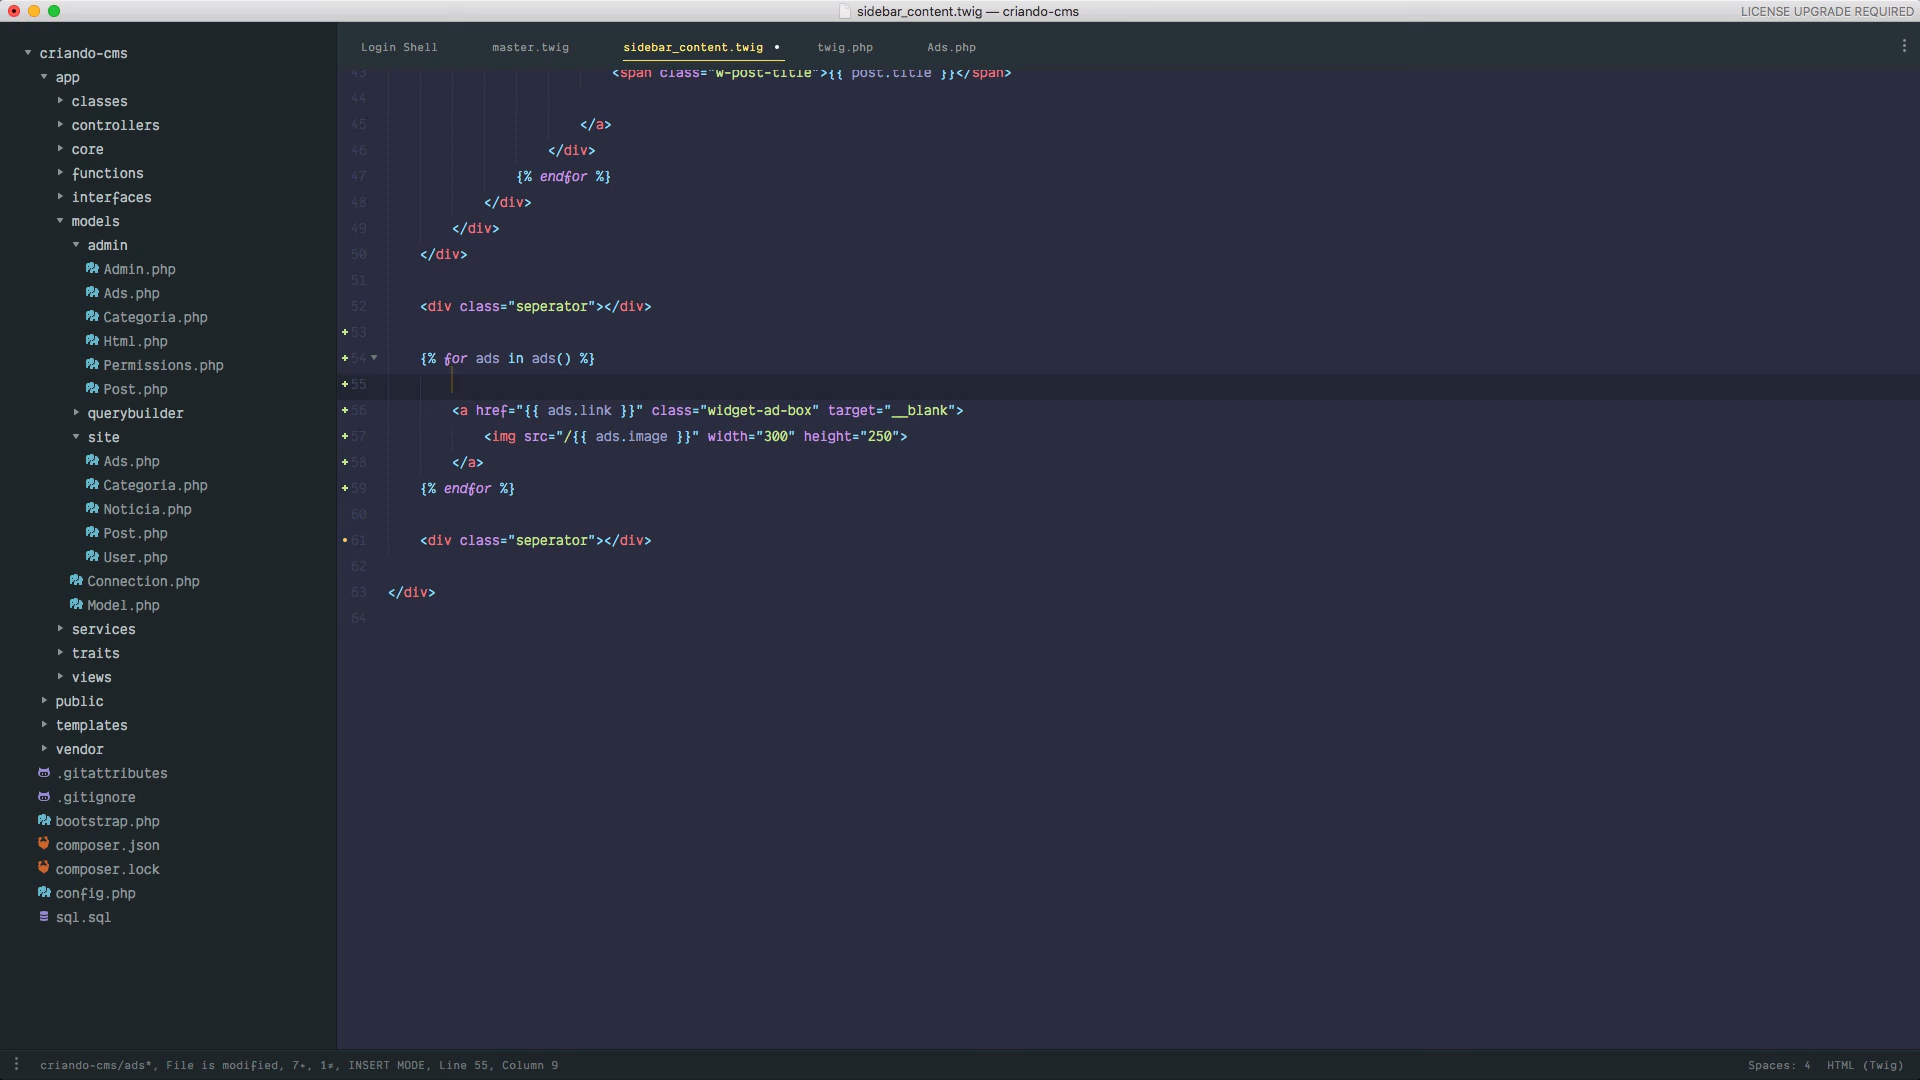 sidebar_content.twig — criando-cms
LICENSE UPGRADE REQUIRED
criando-cms
app
classes
controllers
core
functions
interfaces
models
admin
Admin.php
Ads.php
Categoria.php
Html.php
Permissions.php
Post.php
querybuilder
site
Ads.php
Categoria.php
Noticia.php
Post.php
User.php
Connection.php
Model.php
services
traits
views
public
templates
vendor
.gitattributes
.gitignore
bootstrap.php
composer.json
composer.lock
config.php
sql.sql
Login Shell
master.twig
sidebar_content.twig •
twig.php
Ads.php
43 <span class="w-post-title">{{ post.title }}</span>
44
45 </a>
46 </div>
47 {% endfor %}
48 </div>
49 </div>
50 </div>
51
52 <div class="seperator"></div>
+ 53
+ 54 {% for ads in ads() %}
+ 55
+ 56 <a href="{{ ads.link }}" class="widget-ad-box" target="__blank">
+ 57 <img src="/{{ ads.image }}" width="300" height="250">
+ 58 </a>
+ 59 {% endfor %}
60
• 61 <div class="seperator"></div>
62
63 </div>
64
criando-cms/ads*, File is modified, 7+, 1≠, INSERT MODE, Line 55, Column 9
Spaces: 4
HTML (Twig)